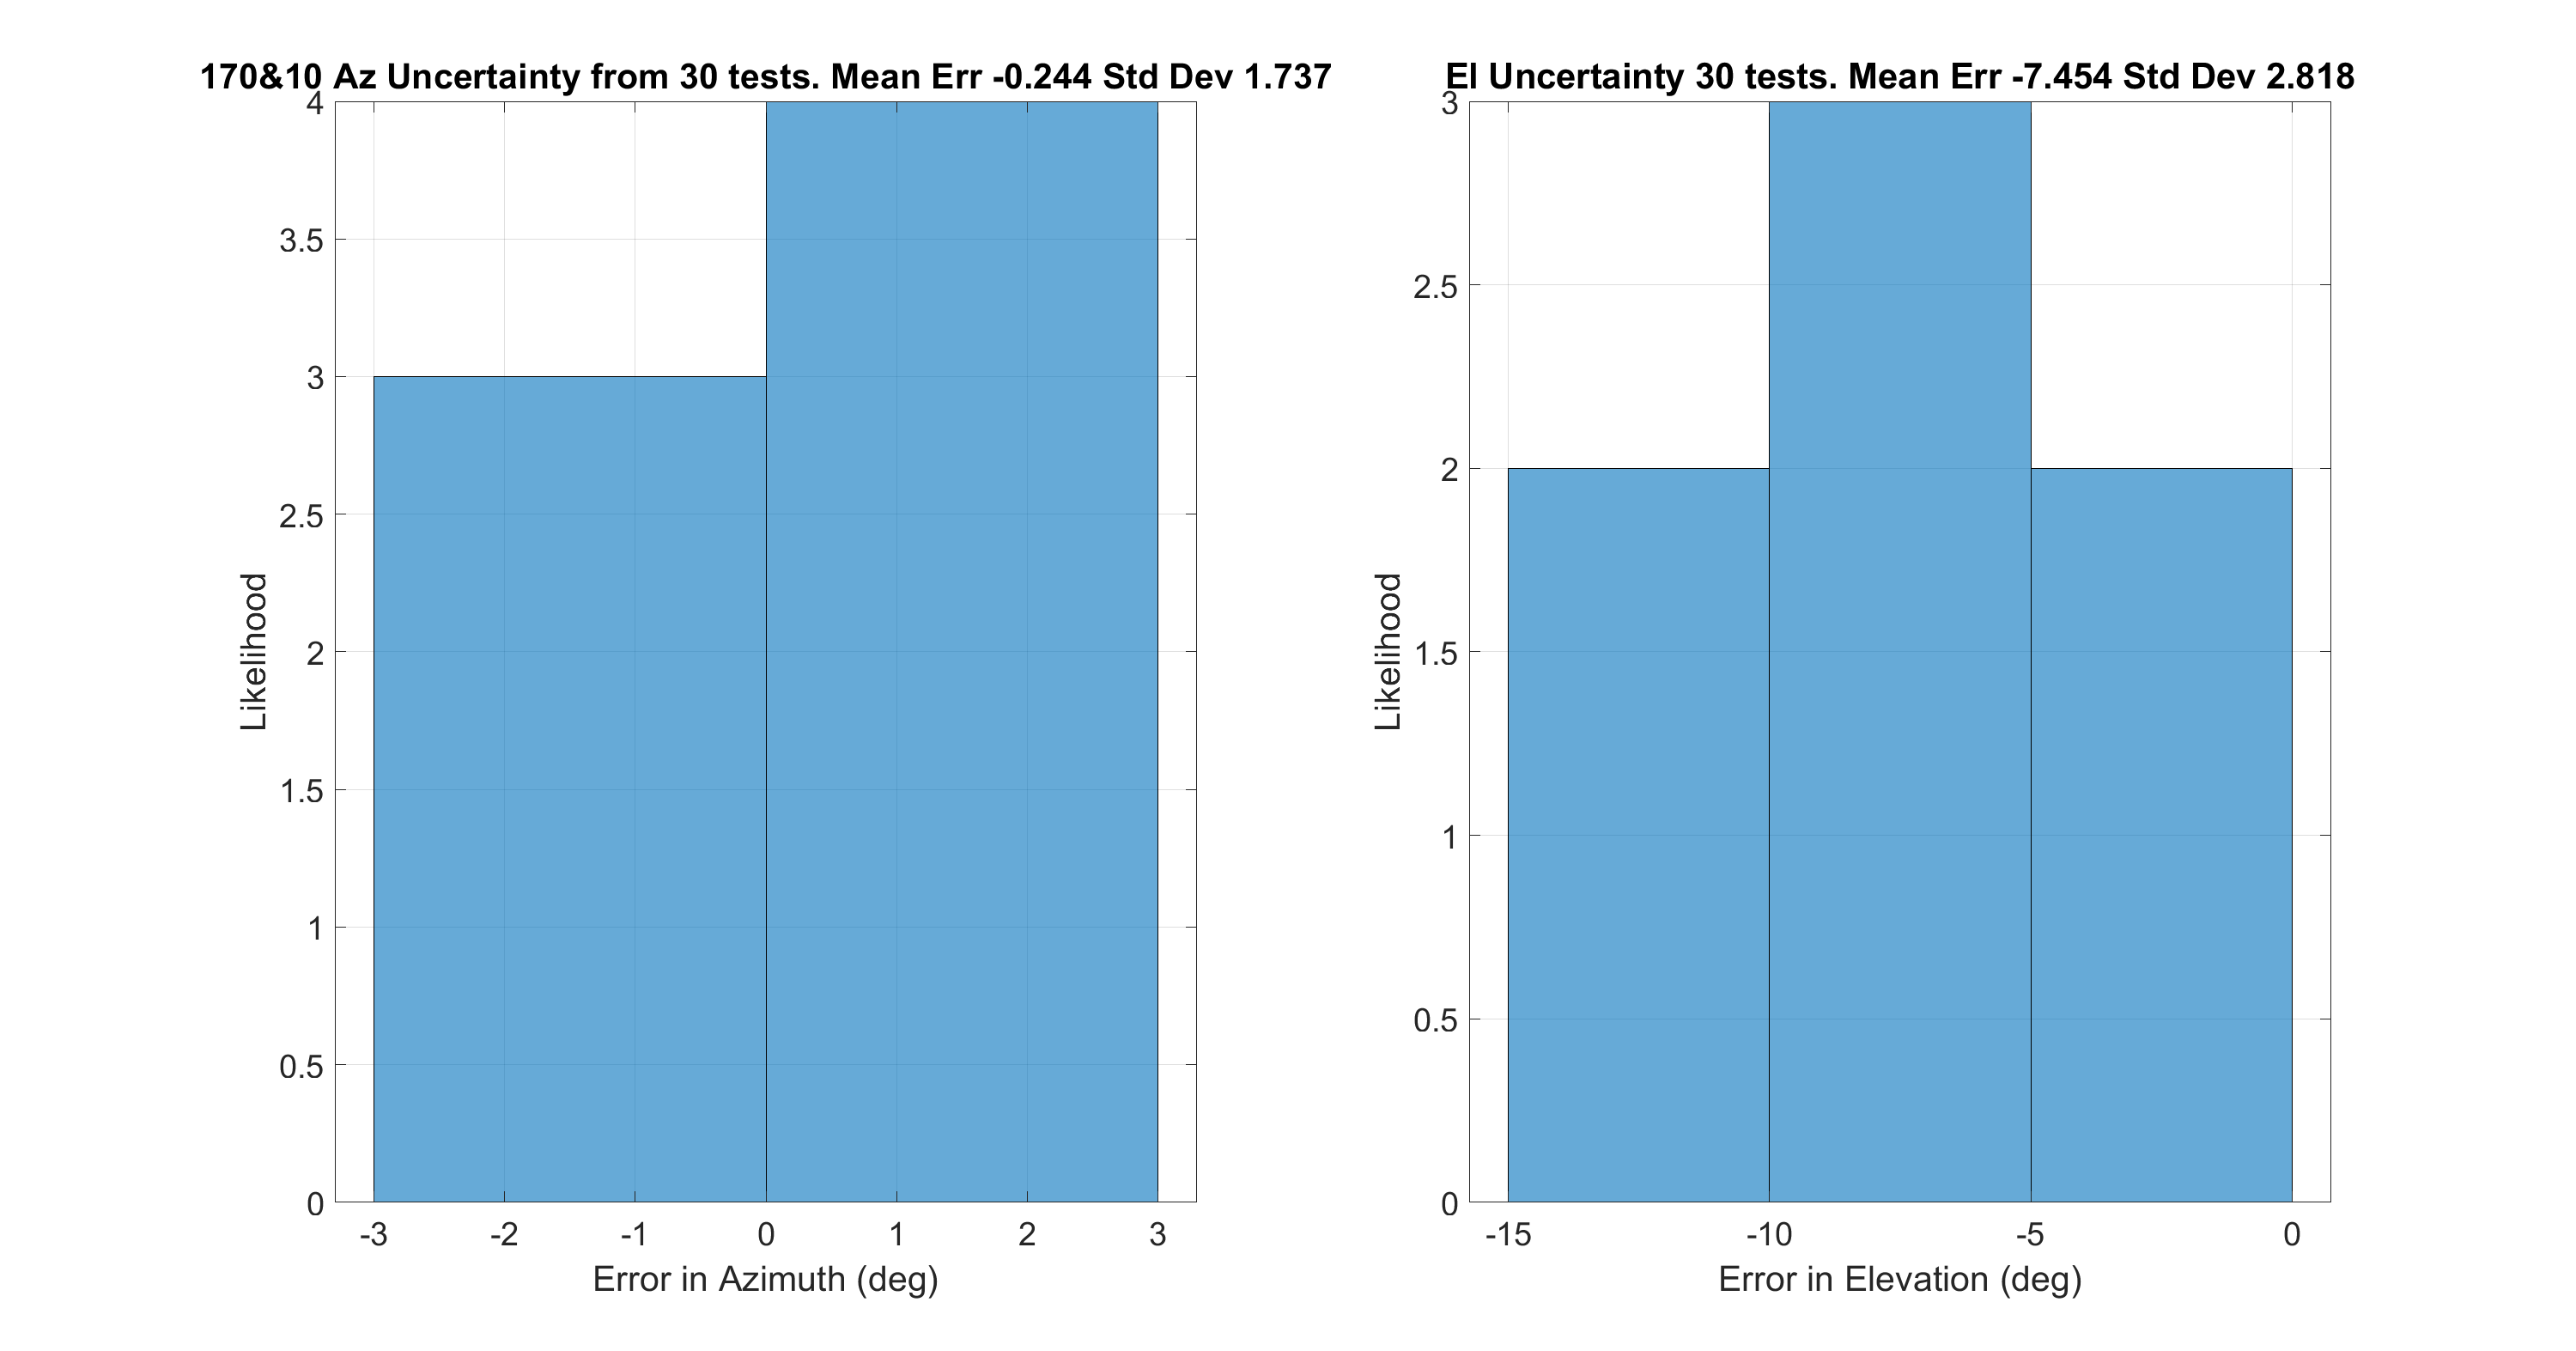 170&10 Az Uncertainty from 30 tests. Mean Err -0.244 Std Dev 1.737
4
3.5
3
2.5
2
1.5
1
0.5
0
Likelihood
-3 -2 -1 0 1 2 3
Error in Azimuth (deg)
El Uncertainty 30 tests. Mean Err -7.454 Std Dev 2.818
3
2.5
2
1.5
1
0.5
0
Likelihood
-15 -10 -5 0
Error in Elevation (deg)